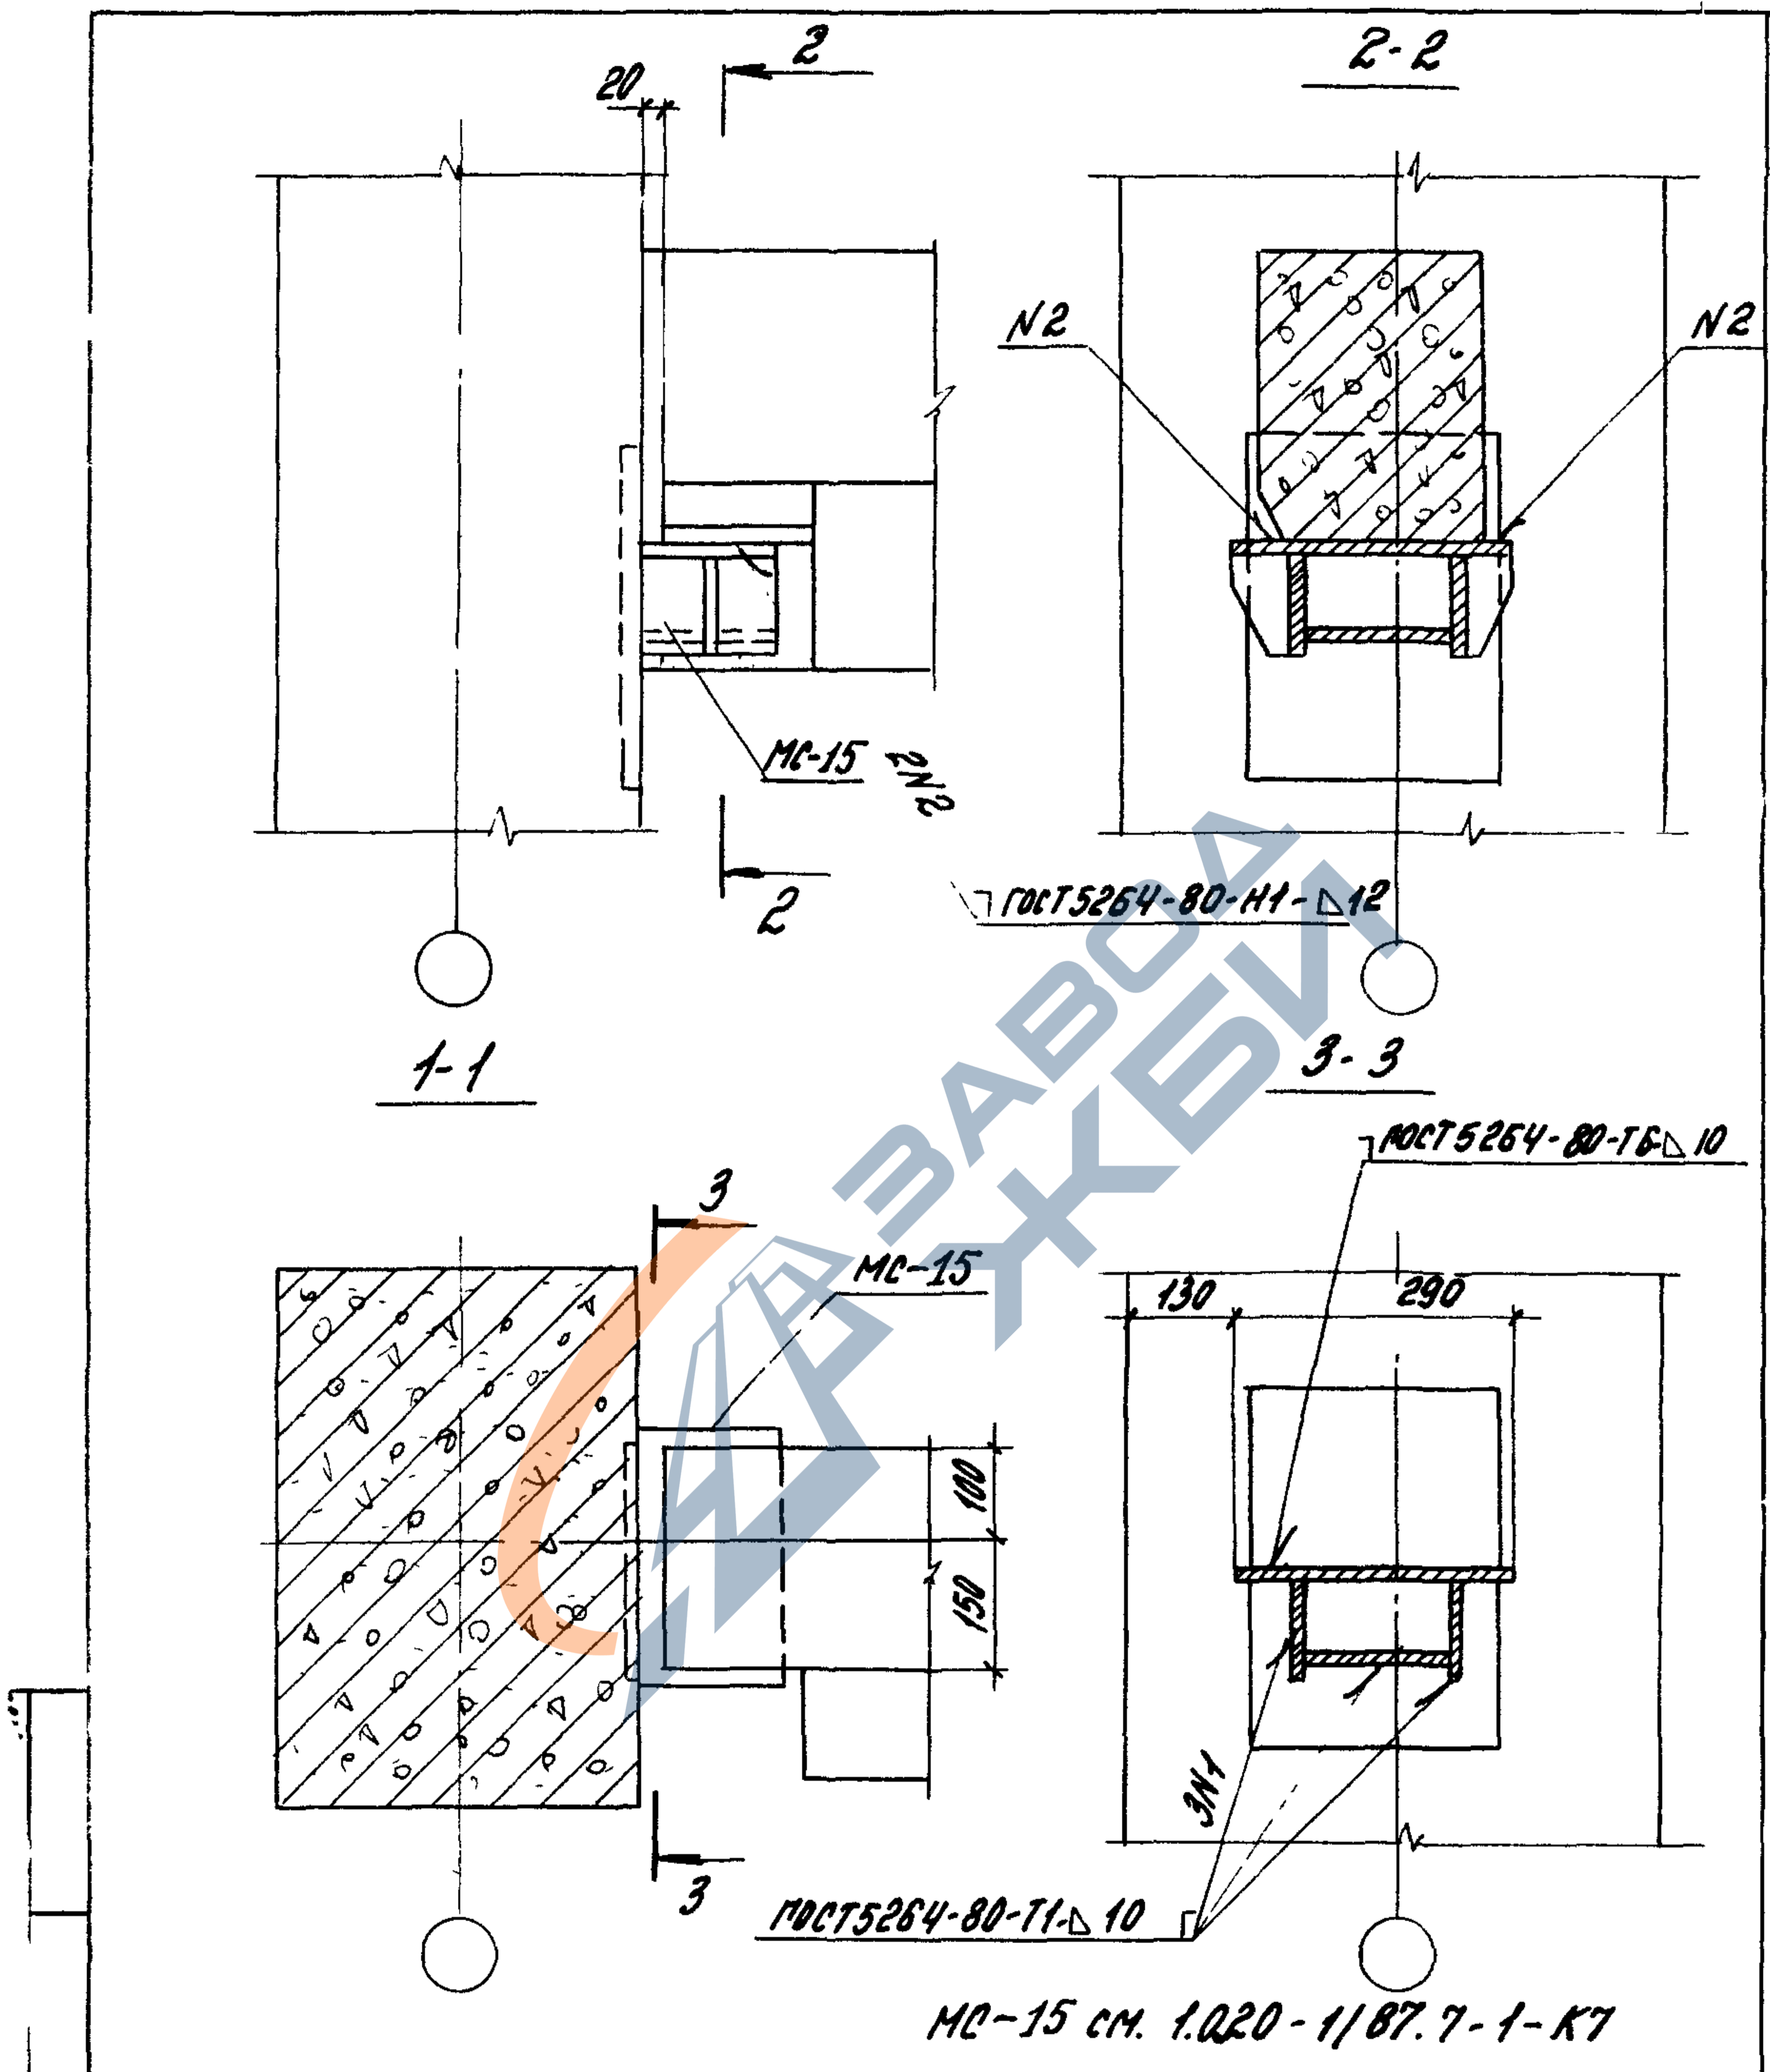 2
20
2-2
N2
N2
МС-15
2N2
2
ГОСТ5264-80-Н1-⊿12
1-1
3-3
ГОСТ5264-80-Т6-⊿10
3
МС-15
130
290
100
150
3N1
3
ГОСТ5264-80-Т1-⊿10
МС-15 см. 1.020-1/87.7-1-К7
ЗАВОД
ЖБИ